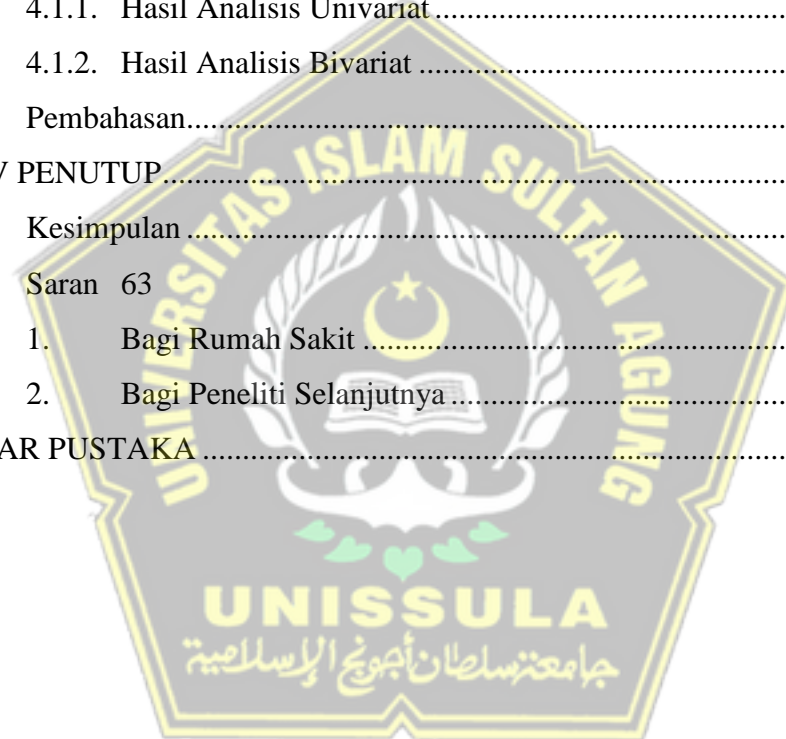 4.1.1. Hasil Analisis Univariat ........................................
4.1.2. Hasil Analisis Bivariat ..........................................
Pembahasan.................................................................
V PENUTUP....................................................................
Kesimpulan .................................................................
Saran 63
1. Bagi Rumah Sakit .................................................
2. Bagi Peneliti Selanjutnya ......................................
AR PUSTAKA ................................................................
UNIVERSITAS ISLAM SULTAN AGUNG
UNISSULA
جامعة سلطان أجونج الإسلامية